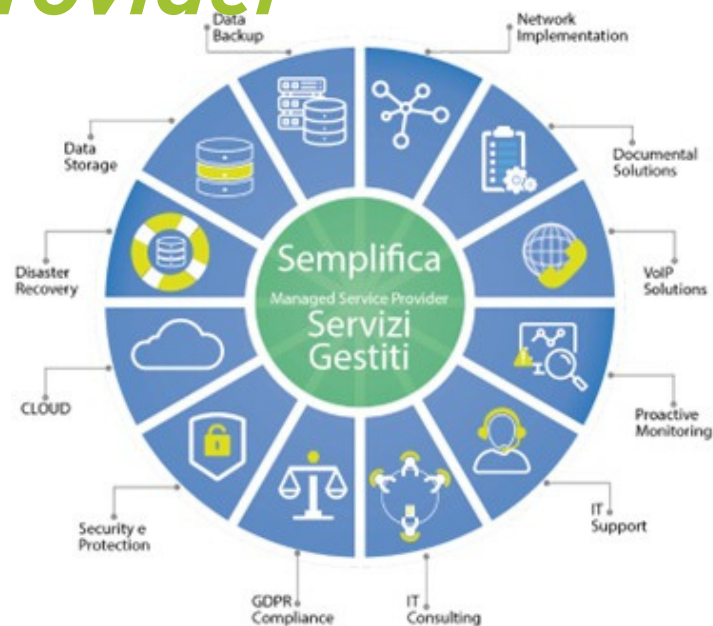 Provider
Data
Backup
Network
Implementation
Data
Storage
Documental
Solutions
Disaster
Recovery
VoIP
Solutions
Semplifica
Managed Service Provider
Servizi
Gestiti
CLOUD
Proactive
Monitoring
Security e
Protection
IT
Support
GDPR
Compliance
IT
Consulting